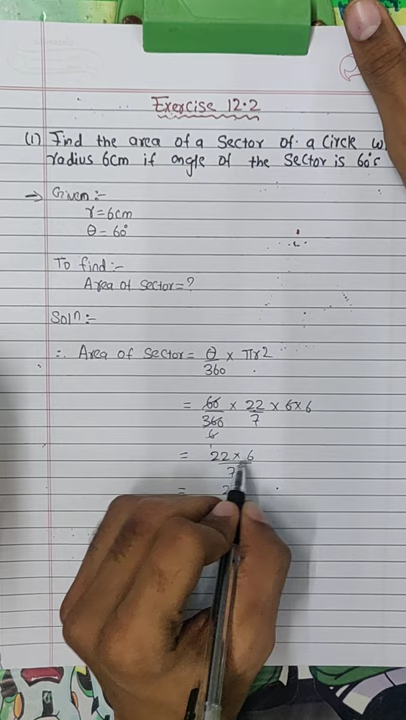 Exercise 12.2
(1) Find the area of a Sector of a Circle
radius 6cm if angle of the Sector is 60°
→ Given:-
r=6cm
θ=60°
To find:-
Area of sector=?
Soln:-
∴ Area of Sector = θ/360 × πr2
= 60/360 × 22/7 × 6×6
6
= 22×6/7
=